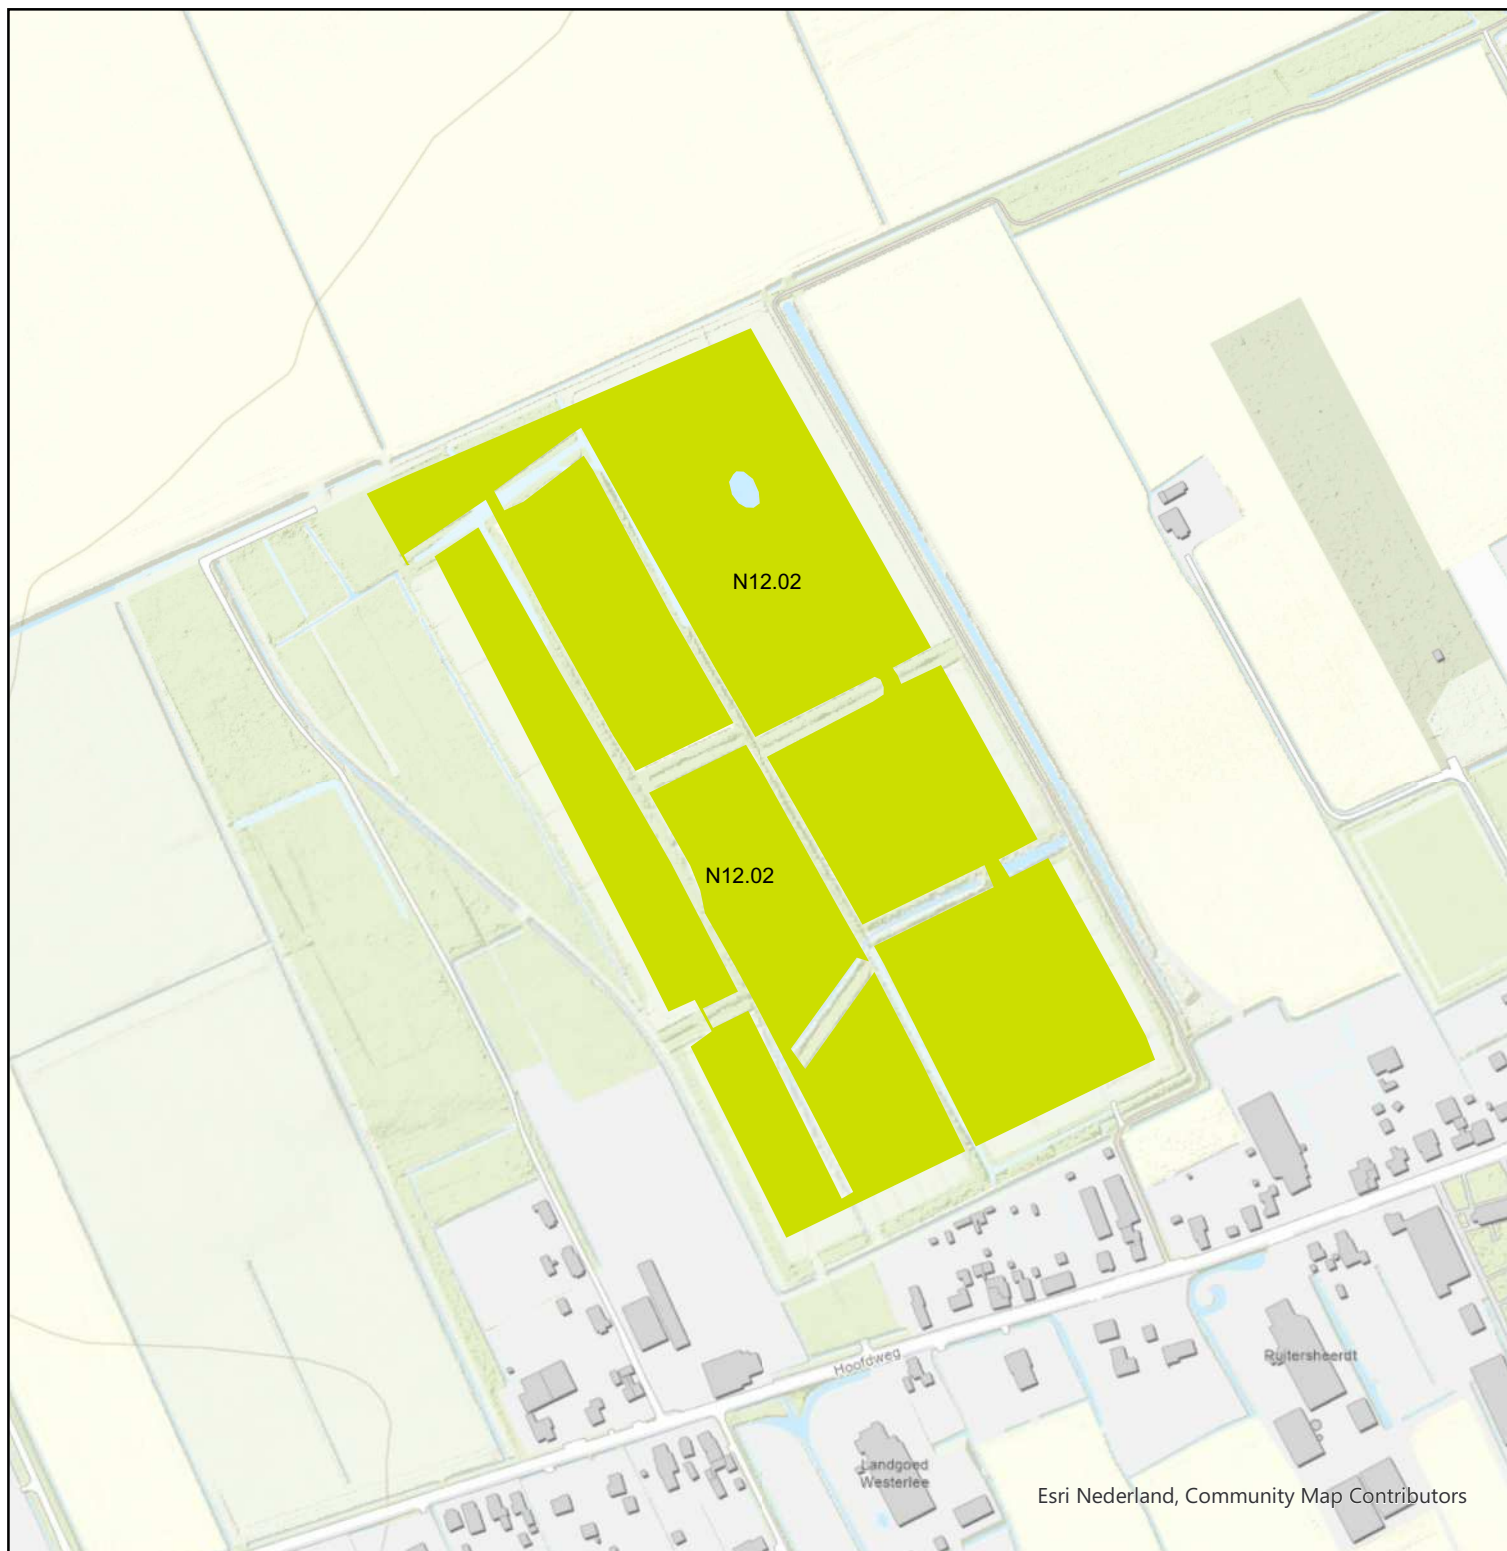 N12.02
N12.02
Hoofdweg
Ruitersheerdt
Landgoed
Westerlee
Esri Nederland, Community Map Contributors